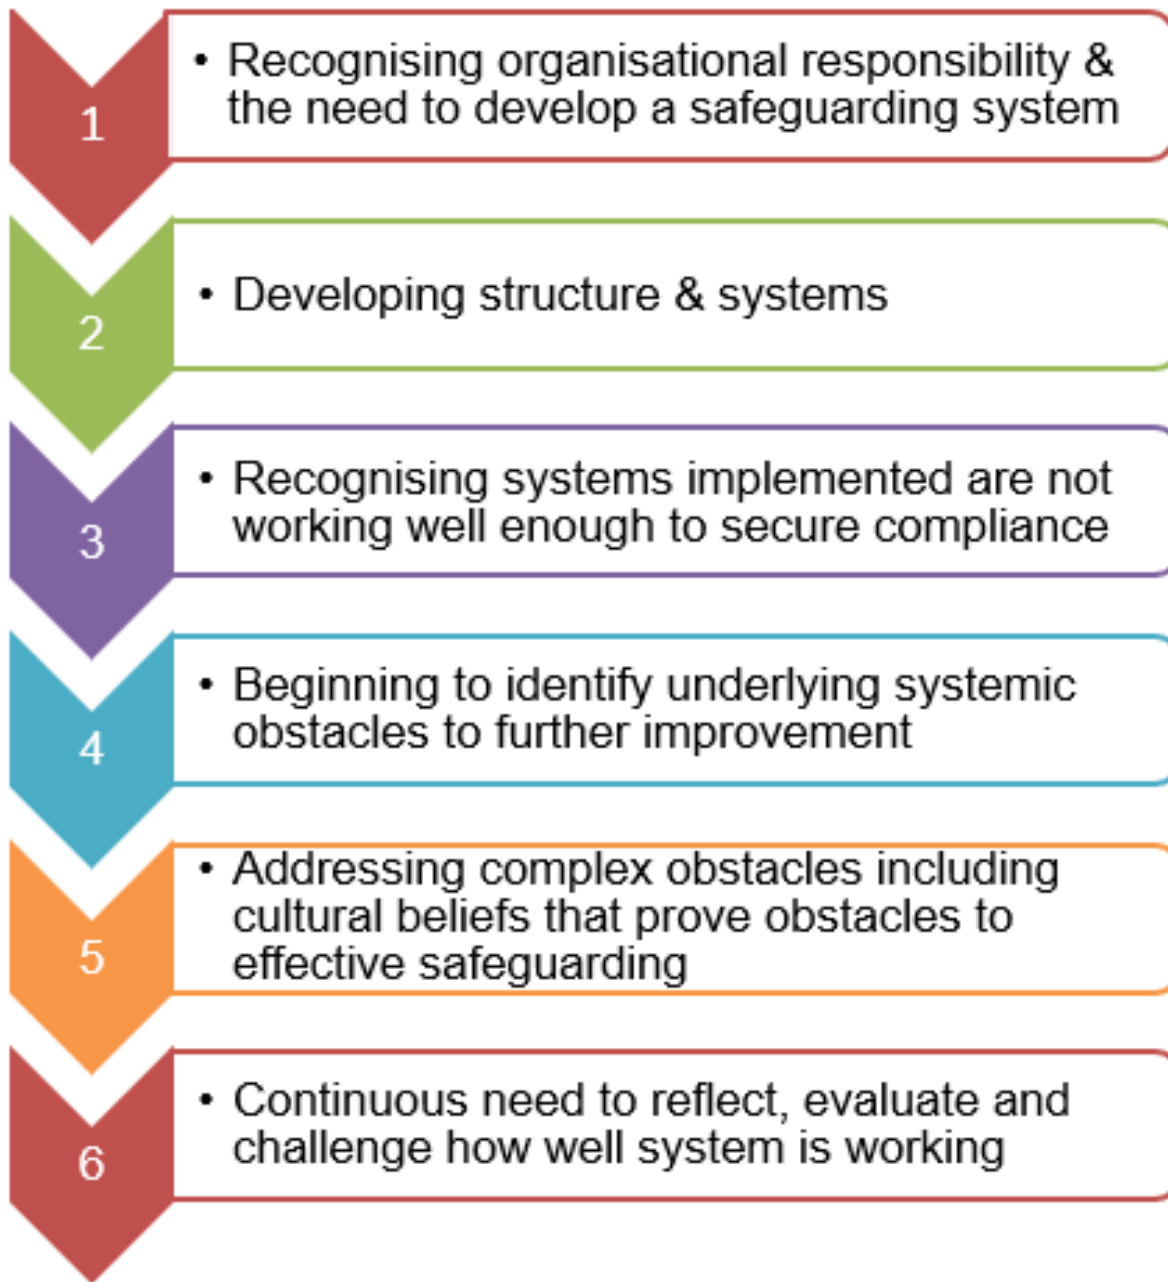 1
• Recognising organisational responsibility &
the need to develop a safeguarding system
2
• Developing structure & systems
3
• Recognising systems implemented are not
working well enough to secure compliance
4
• Beginning to identify underlying systemic
obstacles to further improvement
5
• Addressing complex obstacles including
cultural beliefs that prove obstacles to
effective safeguarding
6
• Continuous need to reflect, evaluate and
challenge how well system is working